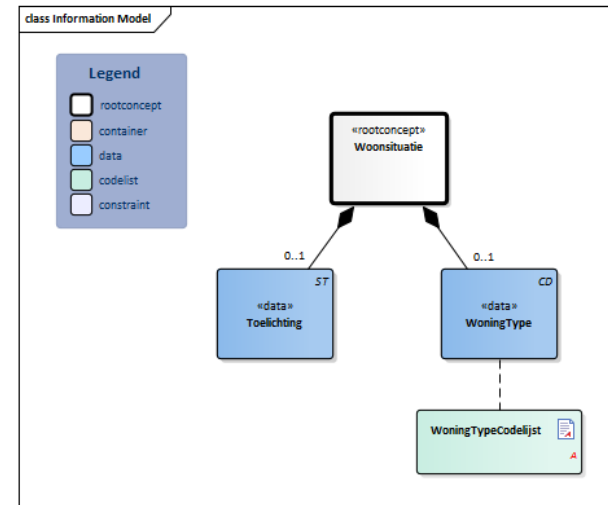 class Information Model
Legend
rootconcept
container
data
codelist
constraint
«rootconcept»
Woonsituatie
0..1
0..1
ST
«data»
Toelichting
CD
«data»
WoningType
WoningTypeCodelijst
A
A